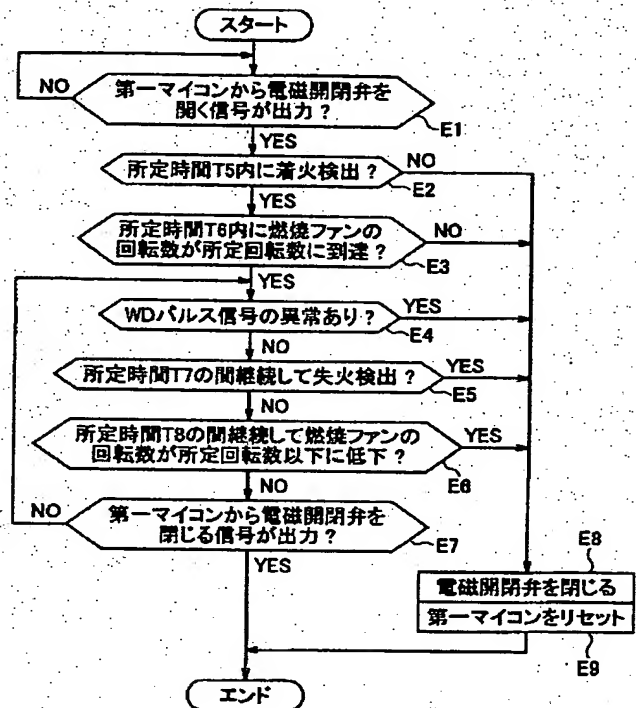 スタート
NO
第一マイコンから電磁開閉弁を
開く信号が出力?
E1
YES
所定時間T5内に着火検出?
NO
E2
YES
所定時間T6内に燃焼ファンの
回転数が所定回転数に到達?
NO
E3
YES
WDパルス信号の異常あり?
YES
E4
NO
所定時間T7の間継続して失火検出?
YES
E5
NO
所定時間T8の間継続して燃焼ファンの
回転数が所定回転数以下に低下?
YES
E6
NO
NO
第一マイコンから電磁開閉弁を
閉じる信号が出力?
E7
YES
E8
電磁開閉弁を閉じる
第一マイコンをリセット
E9
エンド